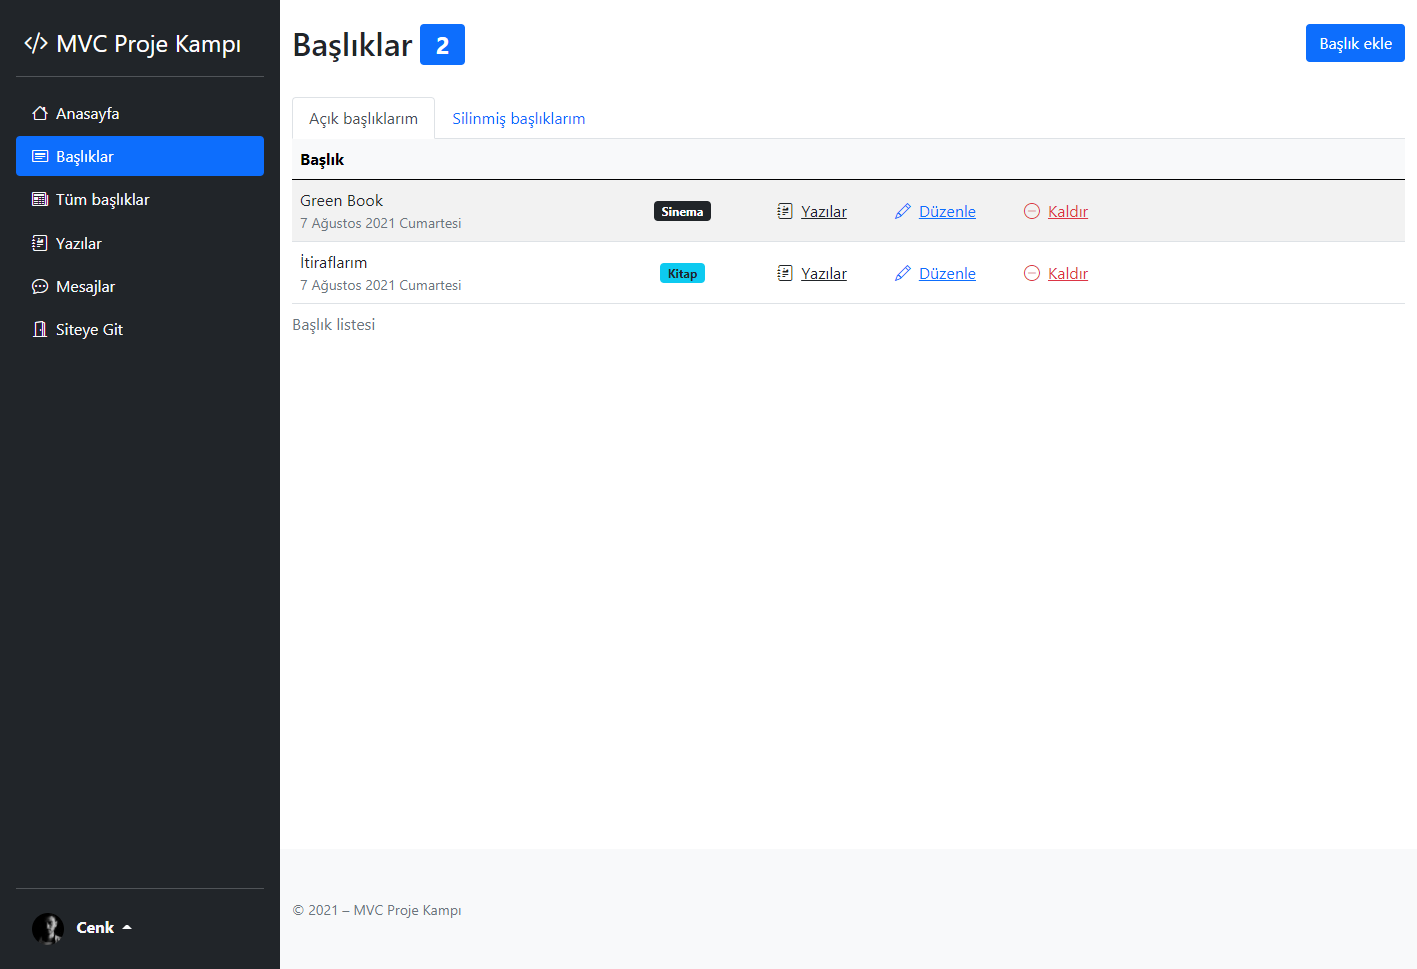 MVC Proje Kampı
Anasayfa
Başlıklar
Tüm başlıklar
Yazılar
Mesajlar
Siteye Git
Cenk
Başlıklar 2
Başlık ekle
Açık başlıklarım Silinmiş başlıklarım
Başlık
Green Book
7 Ağustos 2021 Cumartesi
Sinema Yazılar Düzenle Kaldır
İtiraflarım
7 Ağustos 2021 Cumartesi
Kitap Yazılar Düzenle Kaldır
Başlık listesi
© 2021 – MVC Proje Kampı